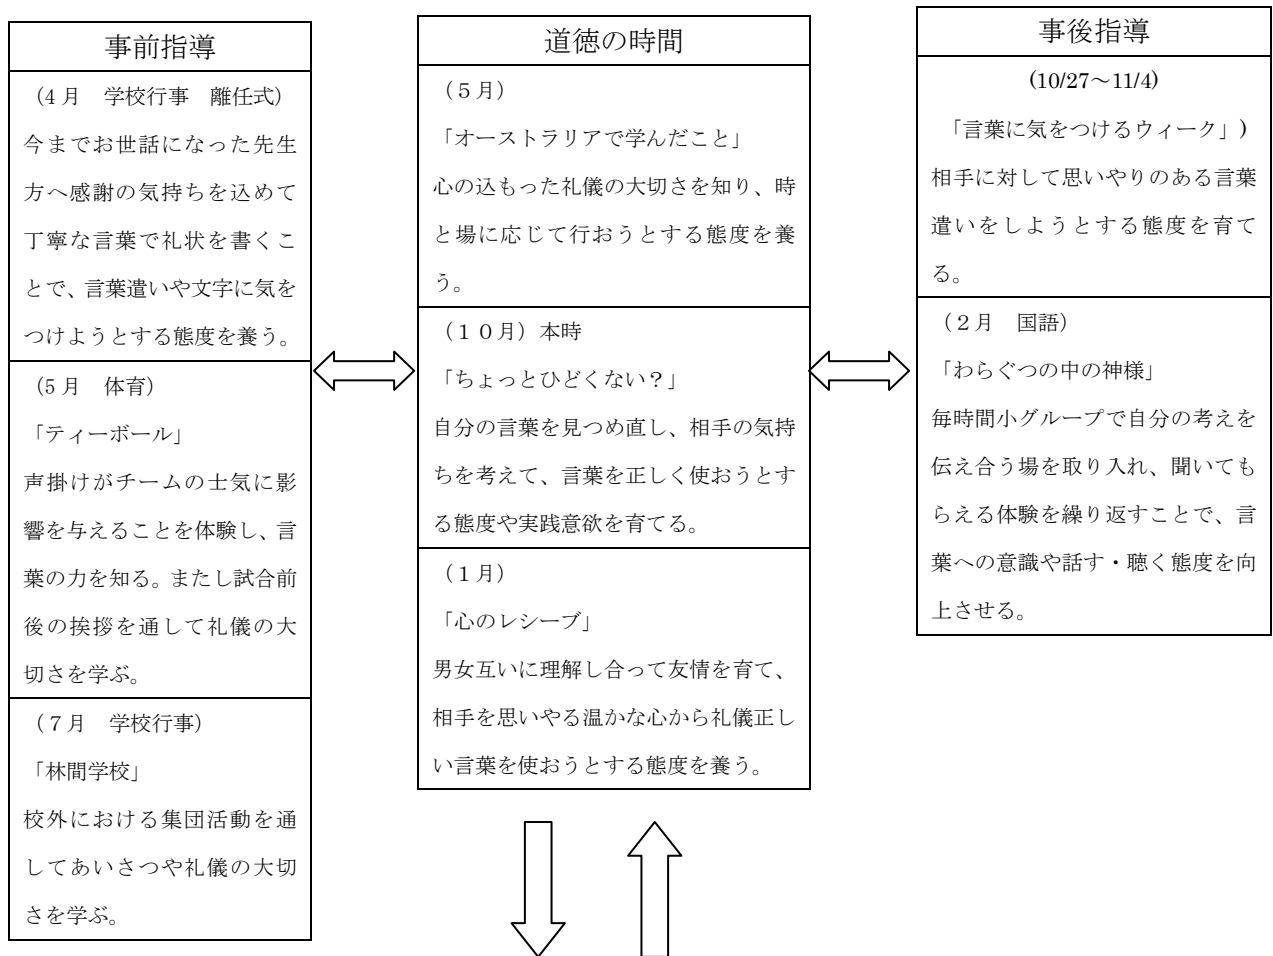 事前指導
（4月　学校行事　離任式）
今までお世話になった先生
方へ感謝の気持ちを込めて
丁寧な言葉で礼状を書くこ
とで、言葉遣いや文字に気を
つけようとする態度を養う。
（5月　体育）
「ティーボール」
声掛けがチームの士気に影
響を与えることを体験し、言
葉の力を知る。またし試合前
後の挨拶を通して礼儀の大
切さを学ぶ。
（７月　学校行事）
「林間学校」
校外における集団活動を通
してあいさつや礼儀の大切
さを学ぶ。
道徳の時間
（５月）
「オーストラリアで学んだこと」
心の込もった礼儀の大切さを知り、時
と場に応じて行おうとする態度を養
う。
（１０月）本時
「ちょっとひどくない？」
自分の言葉を見つめ直し、相手の気持
ちを考えて、言葉を正しく使おうとす
る態度や実践意欲を育てる。
（１月）
「心のレシーブ」
男女互いに理解し合って友情を育て、
相手を思いやる温かな心から礼儀正し
い言葉を使おうとする態度を養う。
事後指導
(10/27～11/4)
「言葉に気をつけるウィーク」)
相手に対して思いやりのある言葉
遣いをしようとする態度を育て
る。
（２月　国語）
「わらぐつの中の神様」
毎時間小グループで自分の考えを
伝え合う場を取り入れ、聞いても
らえる体験を繰り返すことで、言
葉への意識や話す・聴く態度を向
上させる。